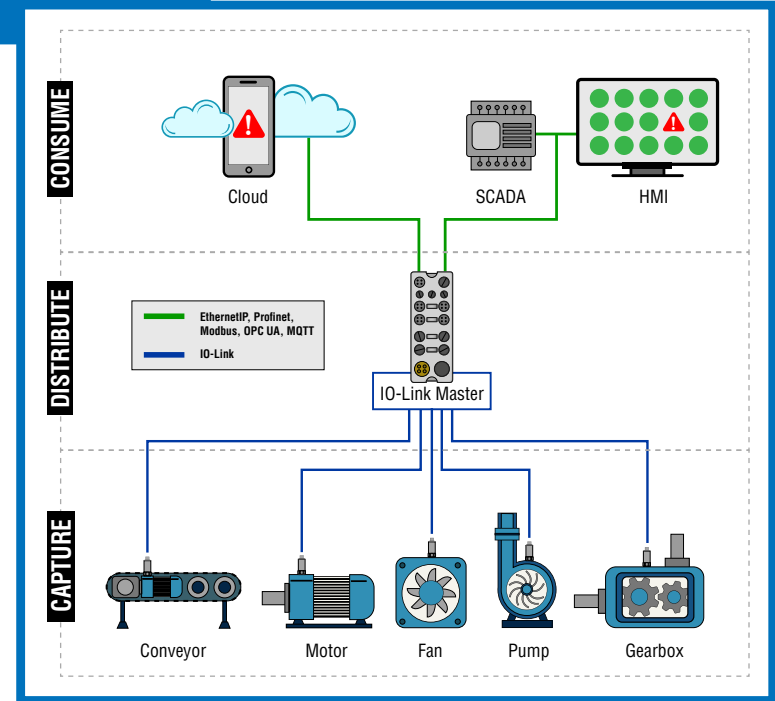 CONSUME
Cloud
SCADA
HMI
DISTRIBUTE
EthernetIP, Profinet,
Modbus, OPC UA, MQTT
IO-Link
IO-Link Master
CAPTURE
Conveyor
Motor
Fan
Pump
Gearbox